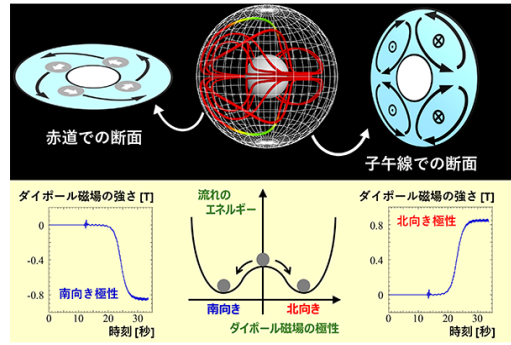 赤道での断面
子午線での断面
ダイポール磁場の強さ [T]
0
-0.4
-0.8
南向き極性
0 10 20 30
時刻 [秒]
流れの
エネルギー
南向き
北向き
ダイポール磁場の極性
ダイポール磁場の強さ [T]
北向き極性
0.8
0.4
0
0 10 20 30
時刻 [秒]